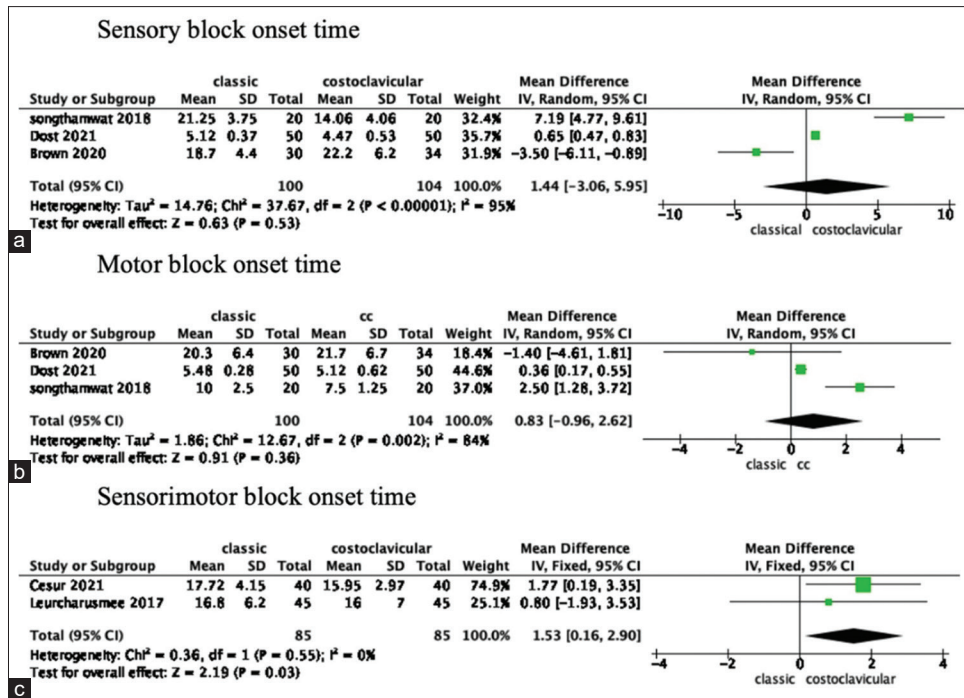 Sensory block onset time
classic costoclavicular Mean Difference Mean Difference
Study or Subgroup Mean SD Total Mean SD Total Weight IV, Random, 95% CI IV, Random, 95% CI
songthamwat 2018 21.25 3.75 20 14.06 4.06 20 32.4% 7.19 [4.77, 9.61]
Dost 2021 5.12 0.37 50 4.47 0.53 50 35.7% 0.65 [0.47, 0.83]
Brown 2020 18.7 4.4 30 22.2 6.2 34 31.9% −3.50 [−6.11, −0.89]
Total (95% CI) 100 104 100.0% 1.44 [−3.06, 5.95]
Heterogeneity: Tau² = 14.76; Chi² = 37.67, df = 2 (P < 0.00001); I² = 95%
Test for overall effect: Z = 0.63 (P = 0.53)
−10 −5 0 5 10
classical costoclavicular
a
Motor block onset time
classic cc Mean Difference Mean Difference
Study or Subgroup Mean SD Total Mean SD Total Weight IV, Random, 95% CI IV, Random, 95% CI
Brown 2020 20.3 6.4 30 21.7 6.7 34 18.4% −1.40 [−4.61, 1.81]
Dost 2021 5.48 0.28 50 5.12 0.62 50 44.6% 0.36 [0.17, 0.55]
songthamwat 2018 10 2.5 20 7.5 1.25 20 37.0% 2.50 [1.28, 3.72]
Total (95% CI) 100 104 100.0% 0.83 [−0.96, 2.62]
Heterogeneity: Tau² = 1.86; Chi² = 12.67, df = 2 (P = 0.002); I² = 84%
Test for overall effect: Z = 0.91 (P = 0.36)
−4 −2 0 2 4
classic cc
b
Sensorimotor block onset time
classic costoclavicular Mean Difference Mean Difference
Study or Subgroup Mean SD Total Mean SD Total Weight IV, Fixed, 95% CI IV, Fixed, 95% CI
Cesur 2021 17.72 4.15 40 15.95 2.97 40 74.9% 1.77 [0.19, 3.35]
Leurcharusmee 2017 16.8 6.2 45 16 7 45 25.1% 0.80 [−1.93, 3.53]
Total (95% CI) 85 85 100.0% 1.53 [0.16, 2.90]
Heterogeneity: Chi² = 0.36, df = 1 (P = 0.55); I² = 0%
Test for overall effect: Z = 2.19 (P = 0.03)
−4 −2 0 2 4
classic costoclavicular
c